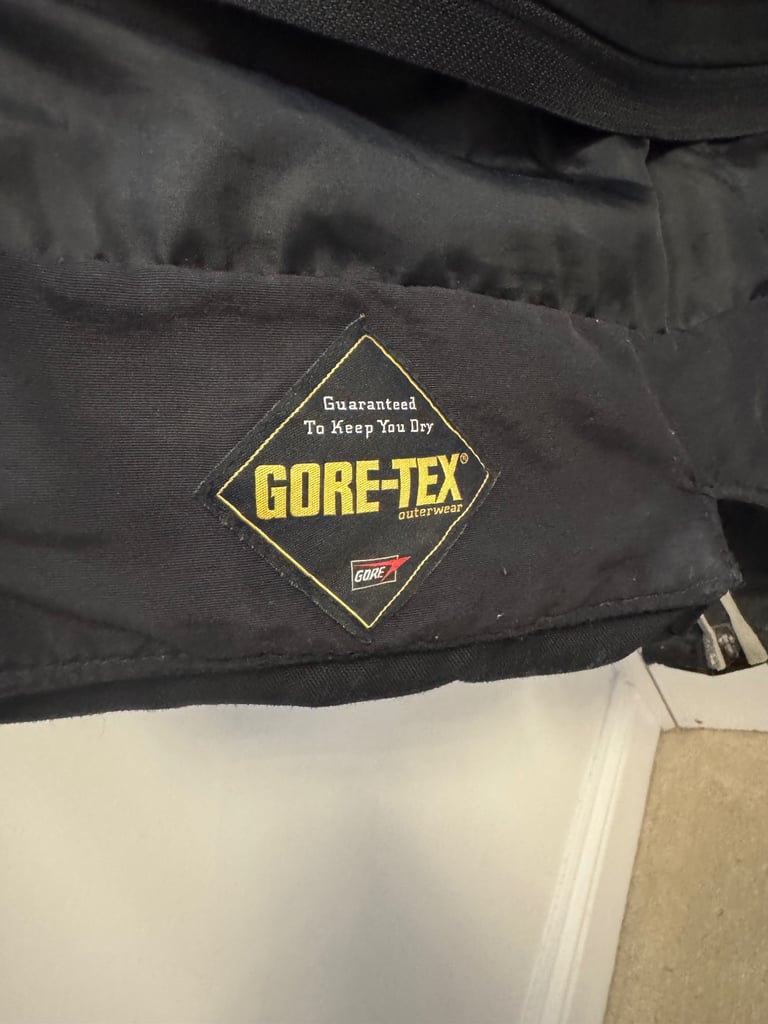 Guaranteed
To Keep You Dry
GORE-TEX®
outerwear
GORE